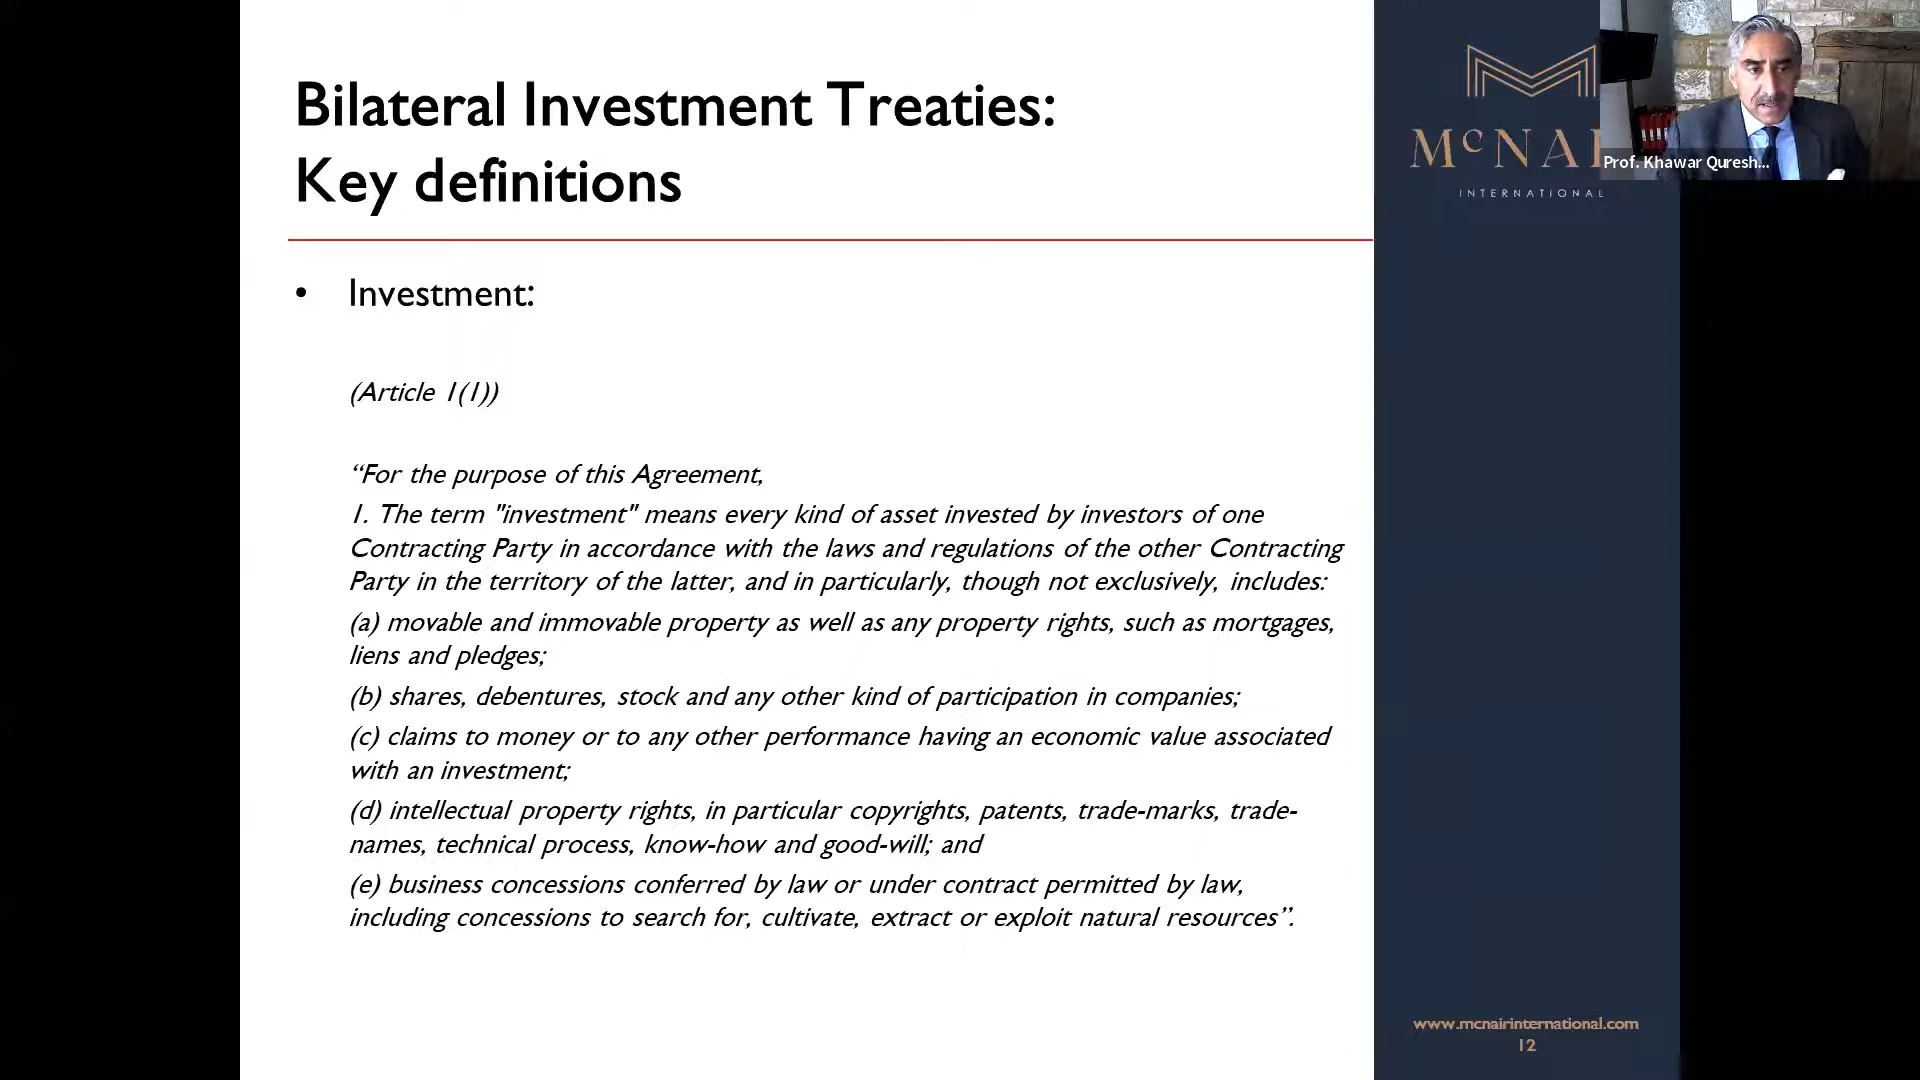 Bilateral Investment Treaties:
Key definitions
• Investment:
(Article 1(1))
“For the purpose of this Agreement,
1. The term "investment" means every kind of asset invested by investors of one
Contracting Party in accordance with the laws and regulations of the other Contracting
Party in the territory of the latter, and in particularly, though not exclusively, includes:
(a) movable and immovable property as well as any property rights, such as mortgages,
liens and pledges;
(b) shares, debentures, stock and any other kind of participation in companies;
(c) claims to money or to any other performance having an economic value associated
with an investment;
(d) intellectual property rights, in particular copyrights, patents, trade-marks, trade-
names, technical process, know-how and good-will; and
(e) business concessions conferred by law or under contract permitted by law,
including concessions to search for, cultivate, extract or exploit natural resources”.
McNAI
INTERNATIONAL
Prof. Khawar Quresh...
www.mcnairinternational.com
12